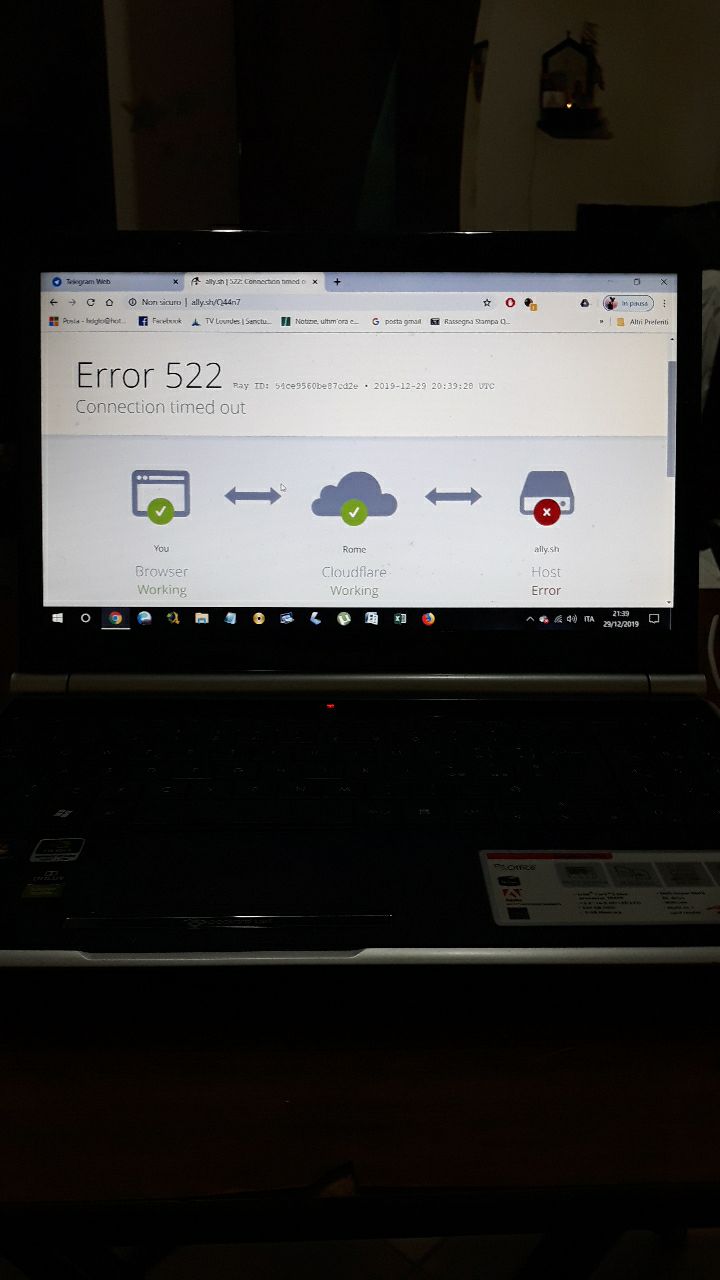 Telegram Web
ally.sh | 522: Connection timed o
Non sicuro | ally.sh/Q44n7
In pausa
Facebook
TV Lourdes | Sanctu...
Notizie, ultim'ora e...
posta gmail
Rassegna Stampa Q...
»
Altri Preferiti
Error 522
Ray ID: 54ce9560be87cd2e • 2019-12-29 20:39:28 UTC
Connection timed out
You
Rome
ally.sh
Browser
Cloudflare
Host
Working
Working
Error
ITA
21:39
29/12/2019